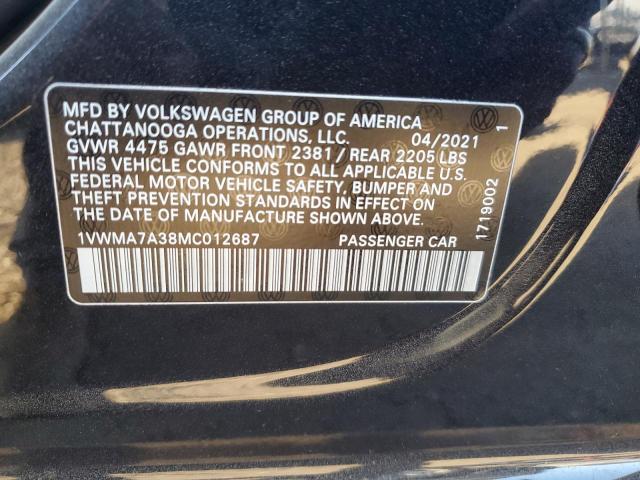 MFD BY VOLKSWAGEN GROUP OF AMERICA
CHATTANOOGA OPERATIONS, LLC. 04/2021 1
GVWR 4475 GAWR FRONT 2381/REAR 2205 LBS
THIS VEHICLE CONFORMS TO ALL APPLICABLE U.S.
FEDERAL MOTOR VEHICLE SAFETY, BUMPER AND
THEFT PREVENTION STANDARDS IN EFFECT ON
THE DATE OF MANUFACTURE SHOWN ABOVE.
1VWMA7A38MC012687 PASSENGER CAR
1719002